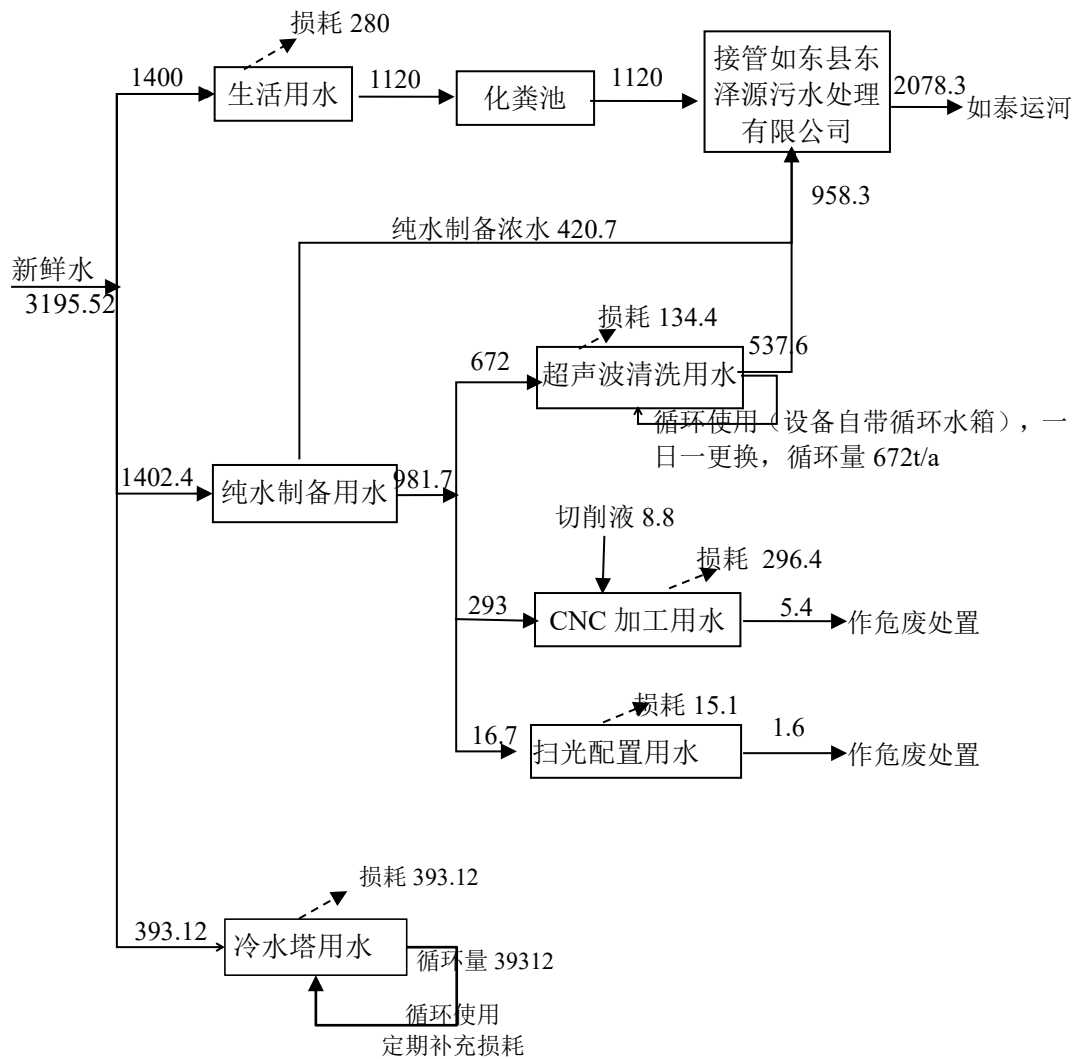 损耗 280
1400
生活用水
1120
化粪池
1120
接管如东县东
泽源污水处理
有限公司
2078.3
如泰运河
958.3
纯水制备浓水 420.7
新鲜水
3195.52
损耗 134.4
672
超声波清洗用水
537.6
循环使用（设备自带循环水箱），一
日一更换，循环量 672t/a
1402.4
纯水制备用水
981.7
切削液 8.8
损耗 296.4
293
CNC 加工用水
5.4
作危废处置
损耗 15.1
16.7
扫光配置用水
1.6
作危废处置
损耗 393.12
393.12
冷水塔用水
循环量 39312
循环使用
定期补充损耗